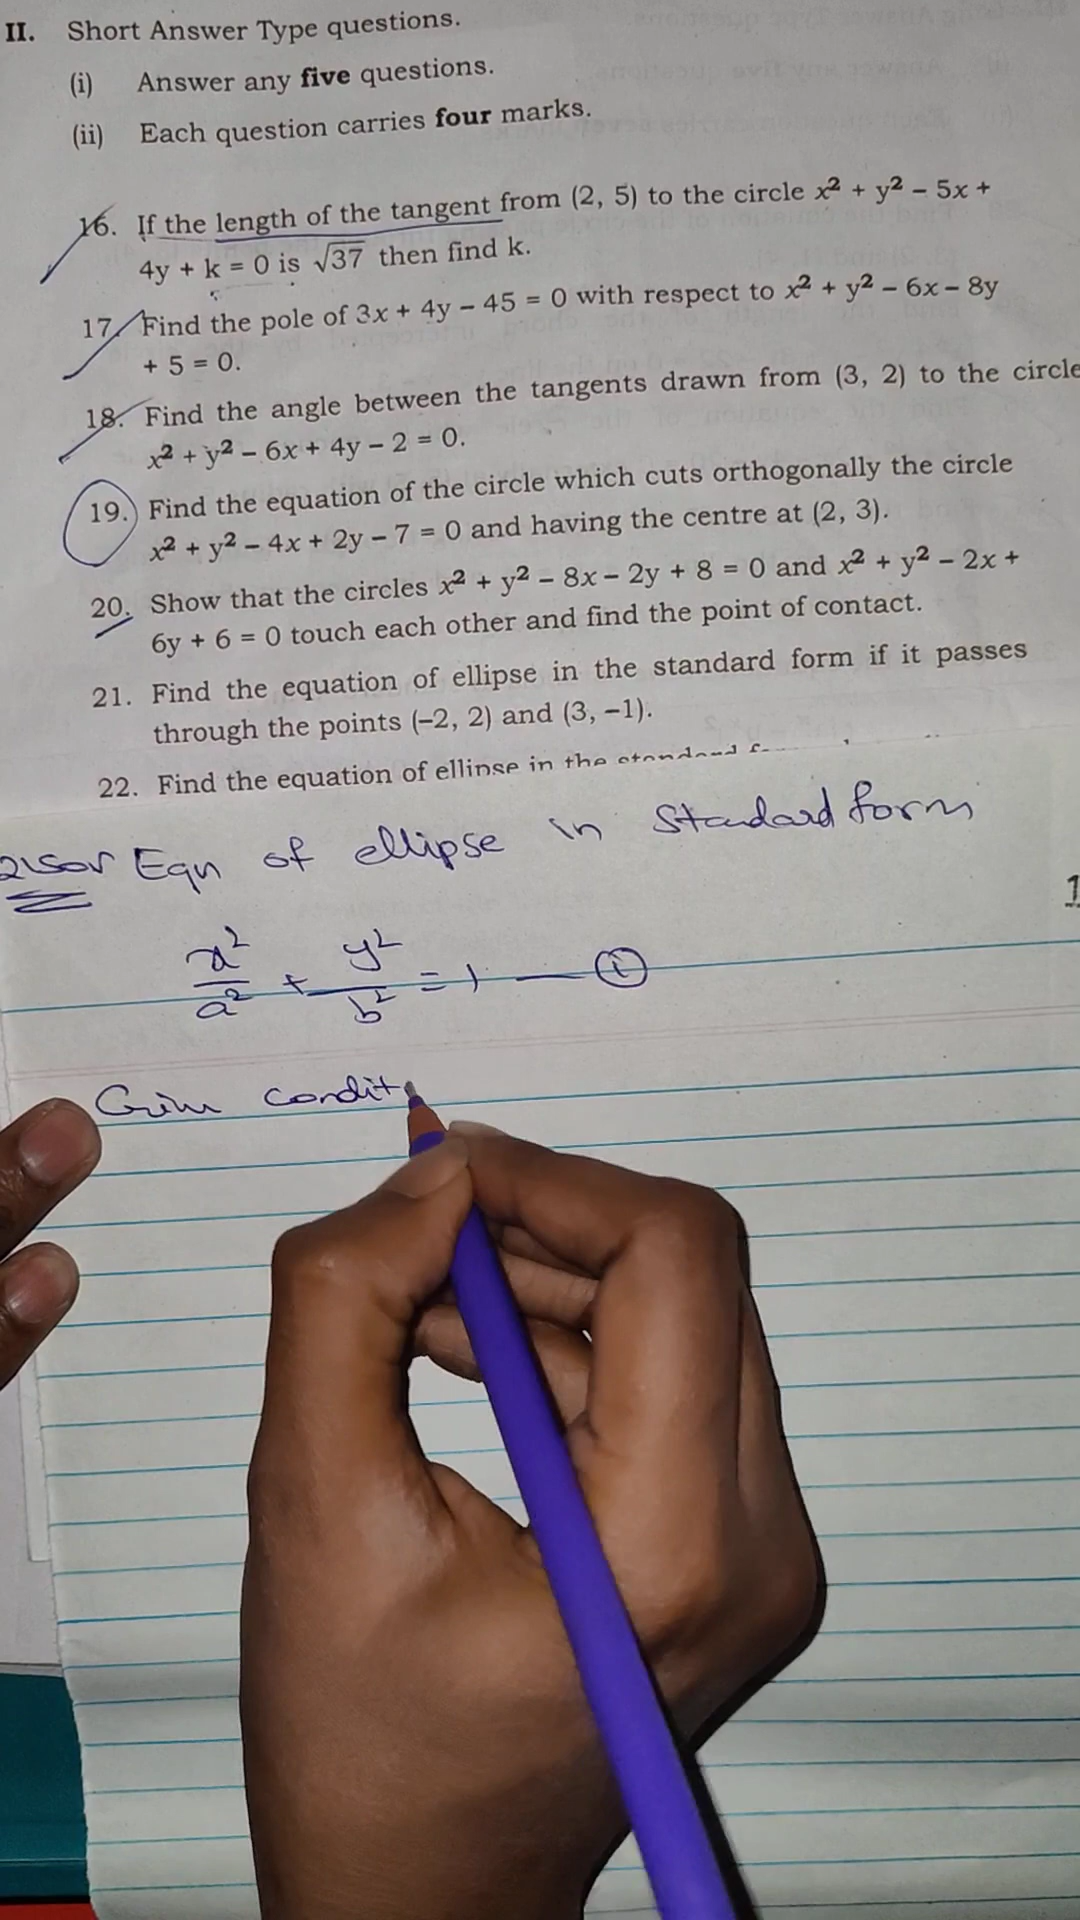 II. Short Answer Type questions.
(i) Answer any five questions.
(ii) Each question carries four marks.
16. If the length of the tangent from (2, 5) to the circle x² + y² – 5x +
4y + k = 0 is √37 then find k.
17. Find the pole of 3x + 4y – 45 = 0 with respect to x² + y² – 6x – 8y
+ 5 = 0.
18. Find the angle between the tangents drawn from (3, 2) to the circle
x² + y² – 6x + 4y – 2 = 0.
19. Find the equation of the circle which cuts orthogonally the circle
x² + y² – 4x + 2y – 7 = 0 and having the centre at (2, 3).
20. Show that the circles x² + y² – 8x – 2y + 8 = 0 and x² + y² – 2x +
6y + 6 = 0 touch each other and find the point of contact.
21. Find the equation of ellipse in the standard form if it passes
through the points (–2, 2) and (3, –1).
22. Find the equation of ellipse in the standard
Eqn of ellipse in Standard form
x²/a² + y²/b² = 1 — ①
condit